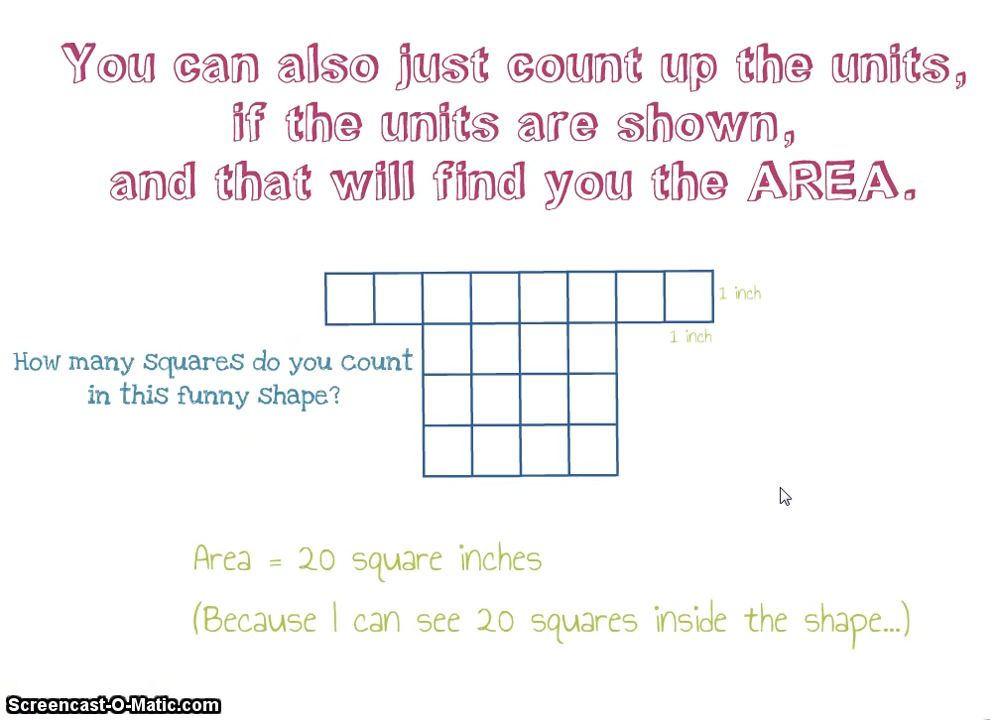 You can also just count up the units,
if the units are shown,
and that will find you the AREA.
1 inch
1 inch
How many squares do you count
in this funny shape?
Area = 20 square inches
(Because I can see 20 squares inside the shape...)
Screencast-O-Matic.com